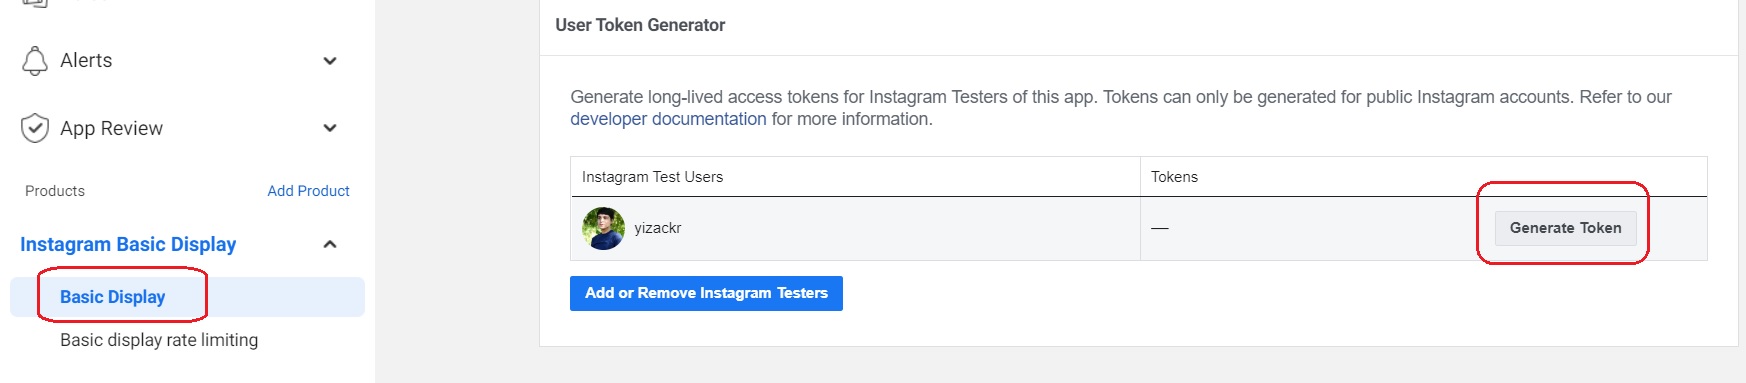 Alerts
App Review
Products
Add Product
Instagram Basic Display
Basic Display
Basic display rate limiting
User Token Generator
Generate long-lived access tokens for Instagram Testers of this app. Tokens can only be generated for public Instagram accounts. Refer to our
developer documentation for more information.
Instagram Test Users
Tokens
yizackr
—
Generate Token
Add or Remove Instagram Testers